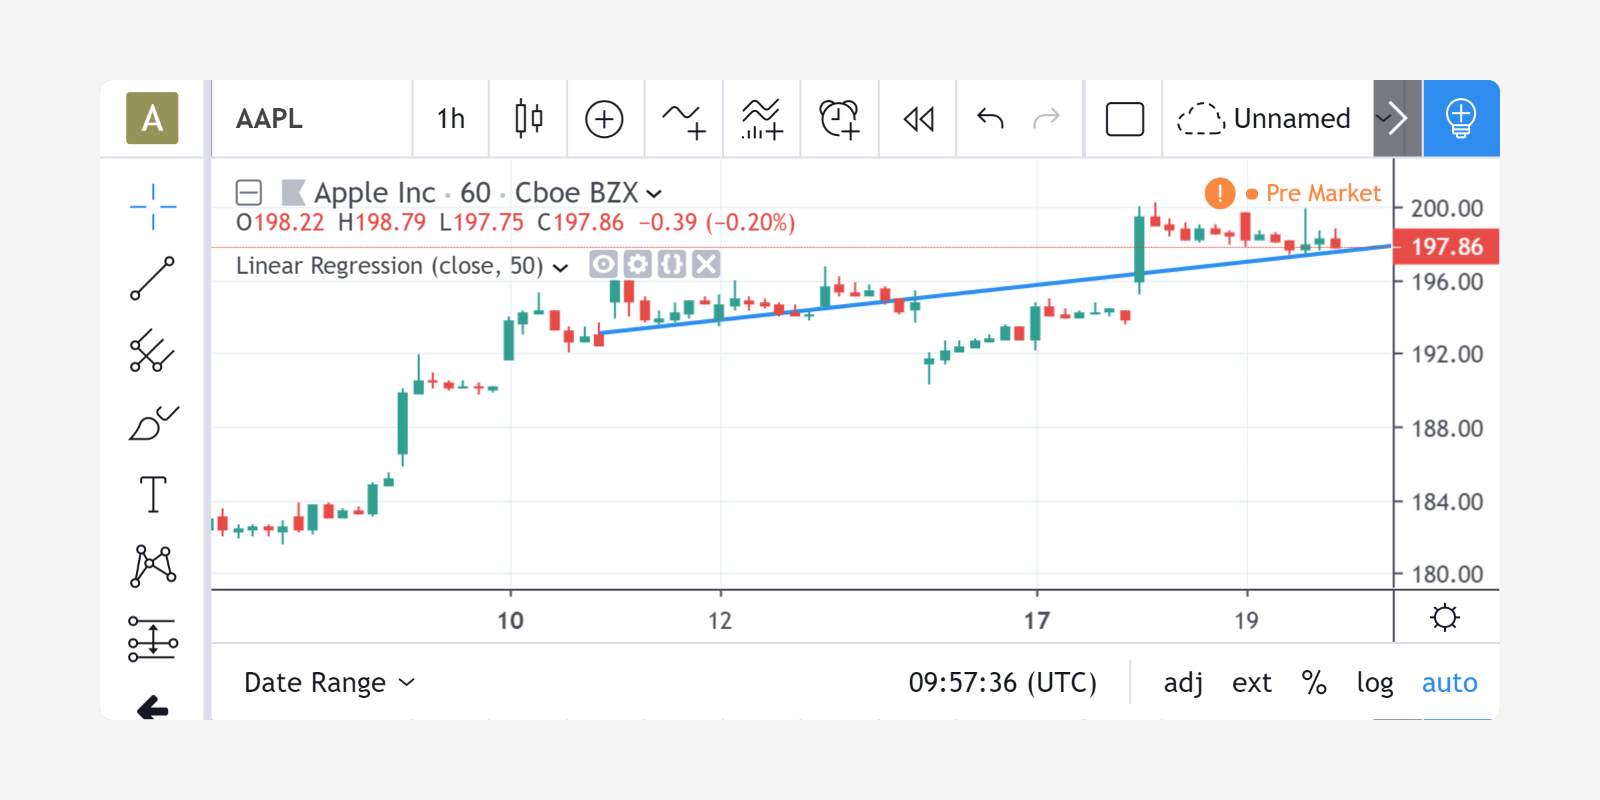 A AAPL 1h Unnamed
Apple Inc · 60 · Cboe BZX
! Pre Market
O198.22 H198.79 L197.75 C197.86 −0.39 (−0.20%)
Linear Regression (close, 50)
200.00
197.86
196.00
192.00
188.00
184.00
180.00
T
10 12 17 19
Date Range 09:57:36 (UTC) adj ext % log auto